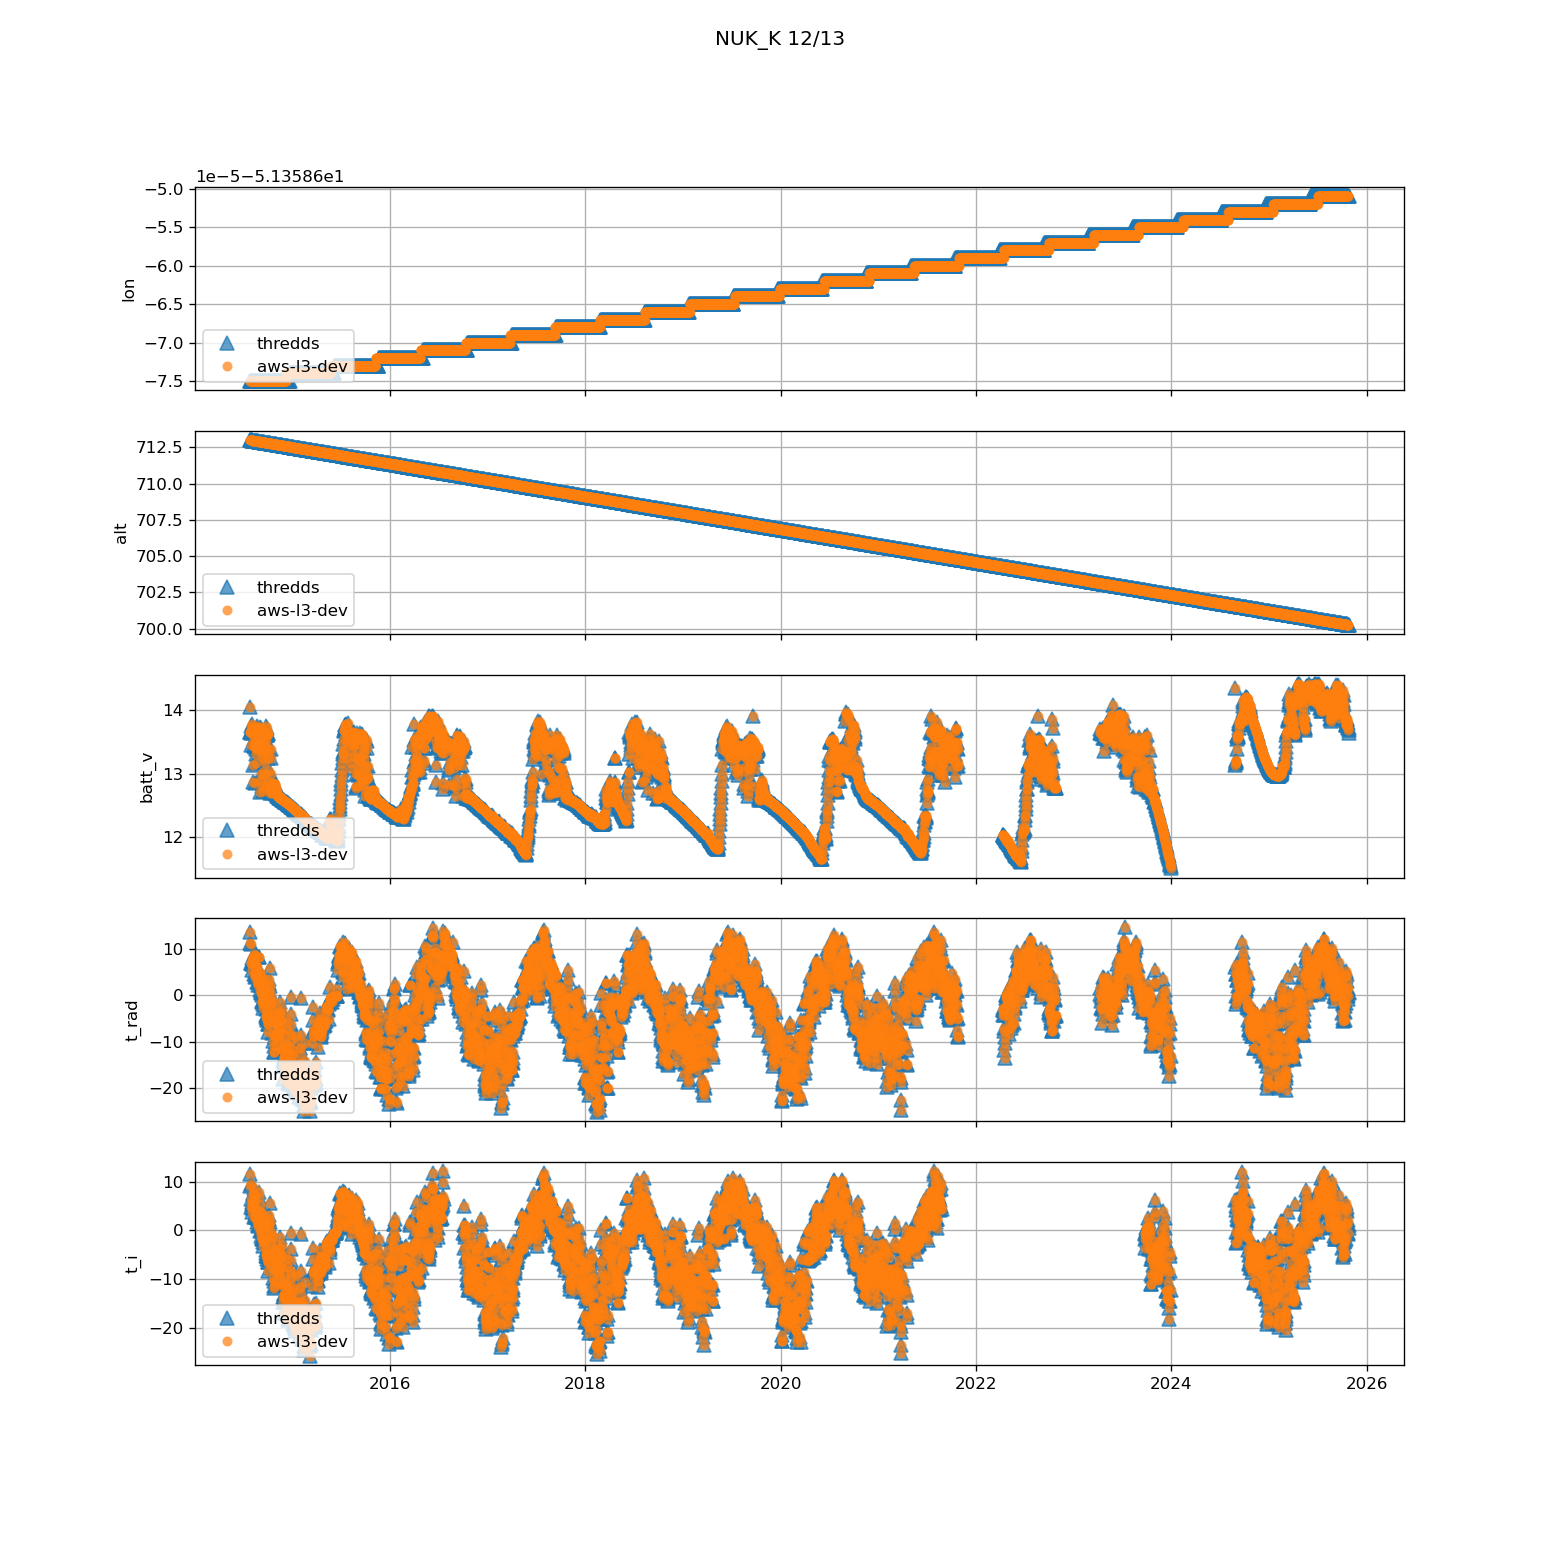 NUK_K 12/13
1e−5−5.13586e1
−5.0
−5.5
−6.0
−6.5
−7.0
−7.5
lon
thredds
aws-l3-dev
712.5
710.0
707.5
705.0
702.5
700.0
alt
thredds
aws-l3-dev
14
13
12
batt_v
thredds
aws-l3-dev
10
0
−10
−20
t_rad
thredds
aws-l3-dev
10
0
−10
−20
t_i
thredds
aws-l3-dev
2016 2018 2020 2022 2024 2026